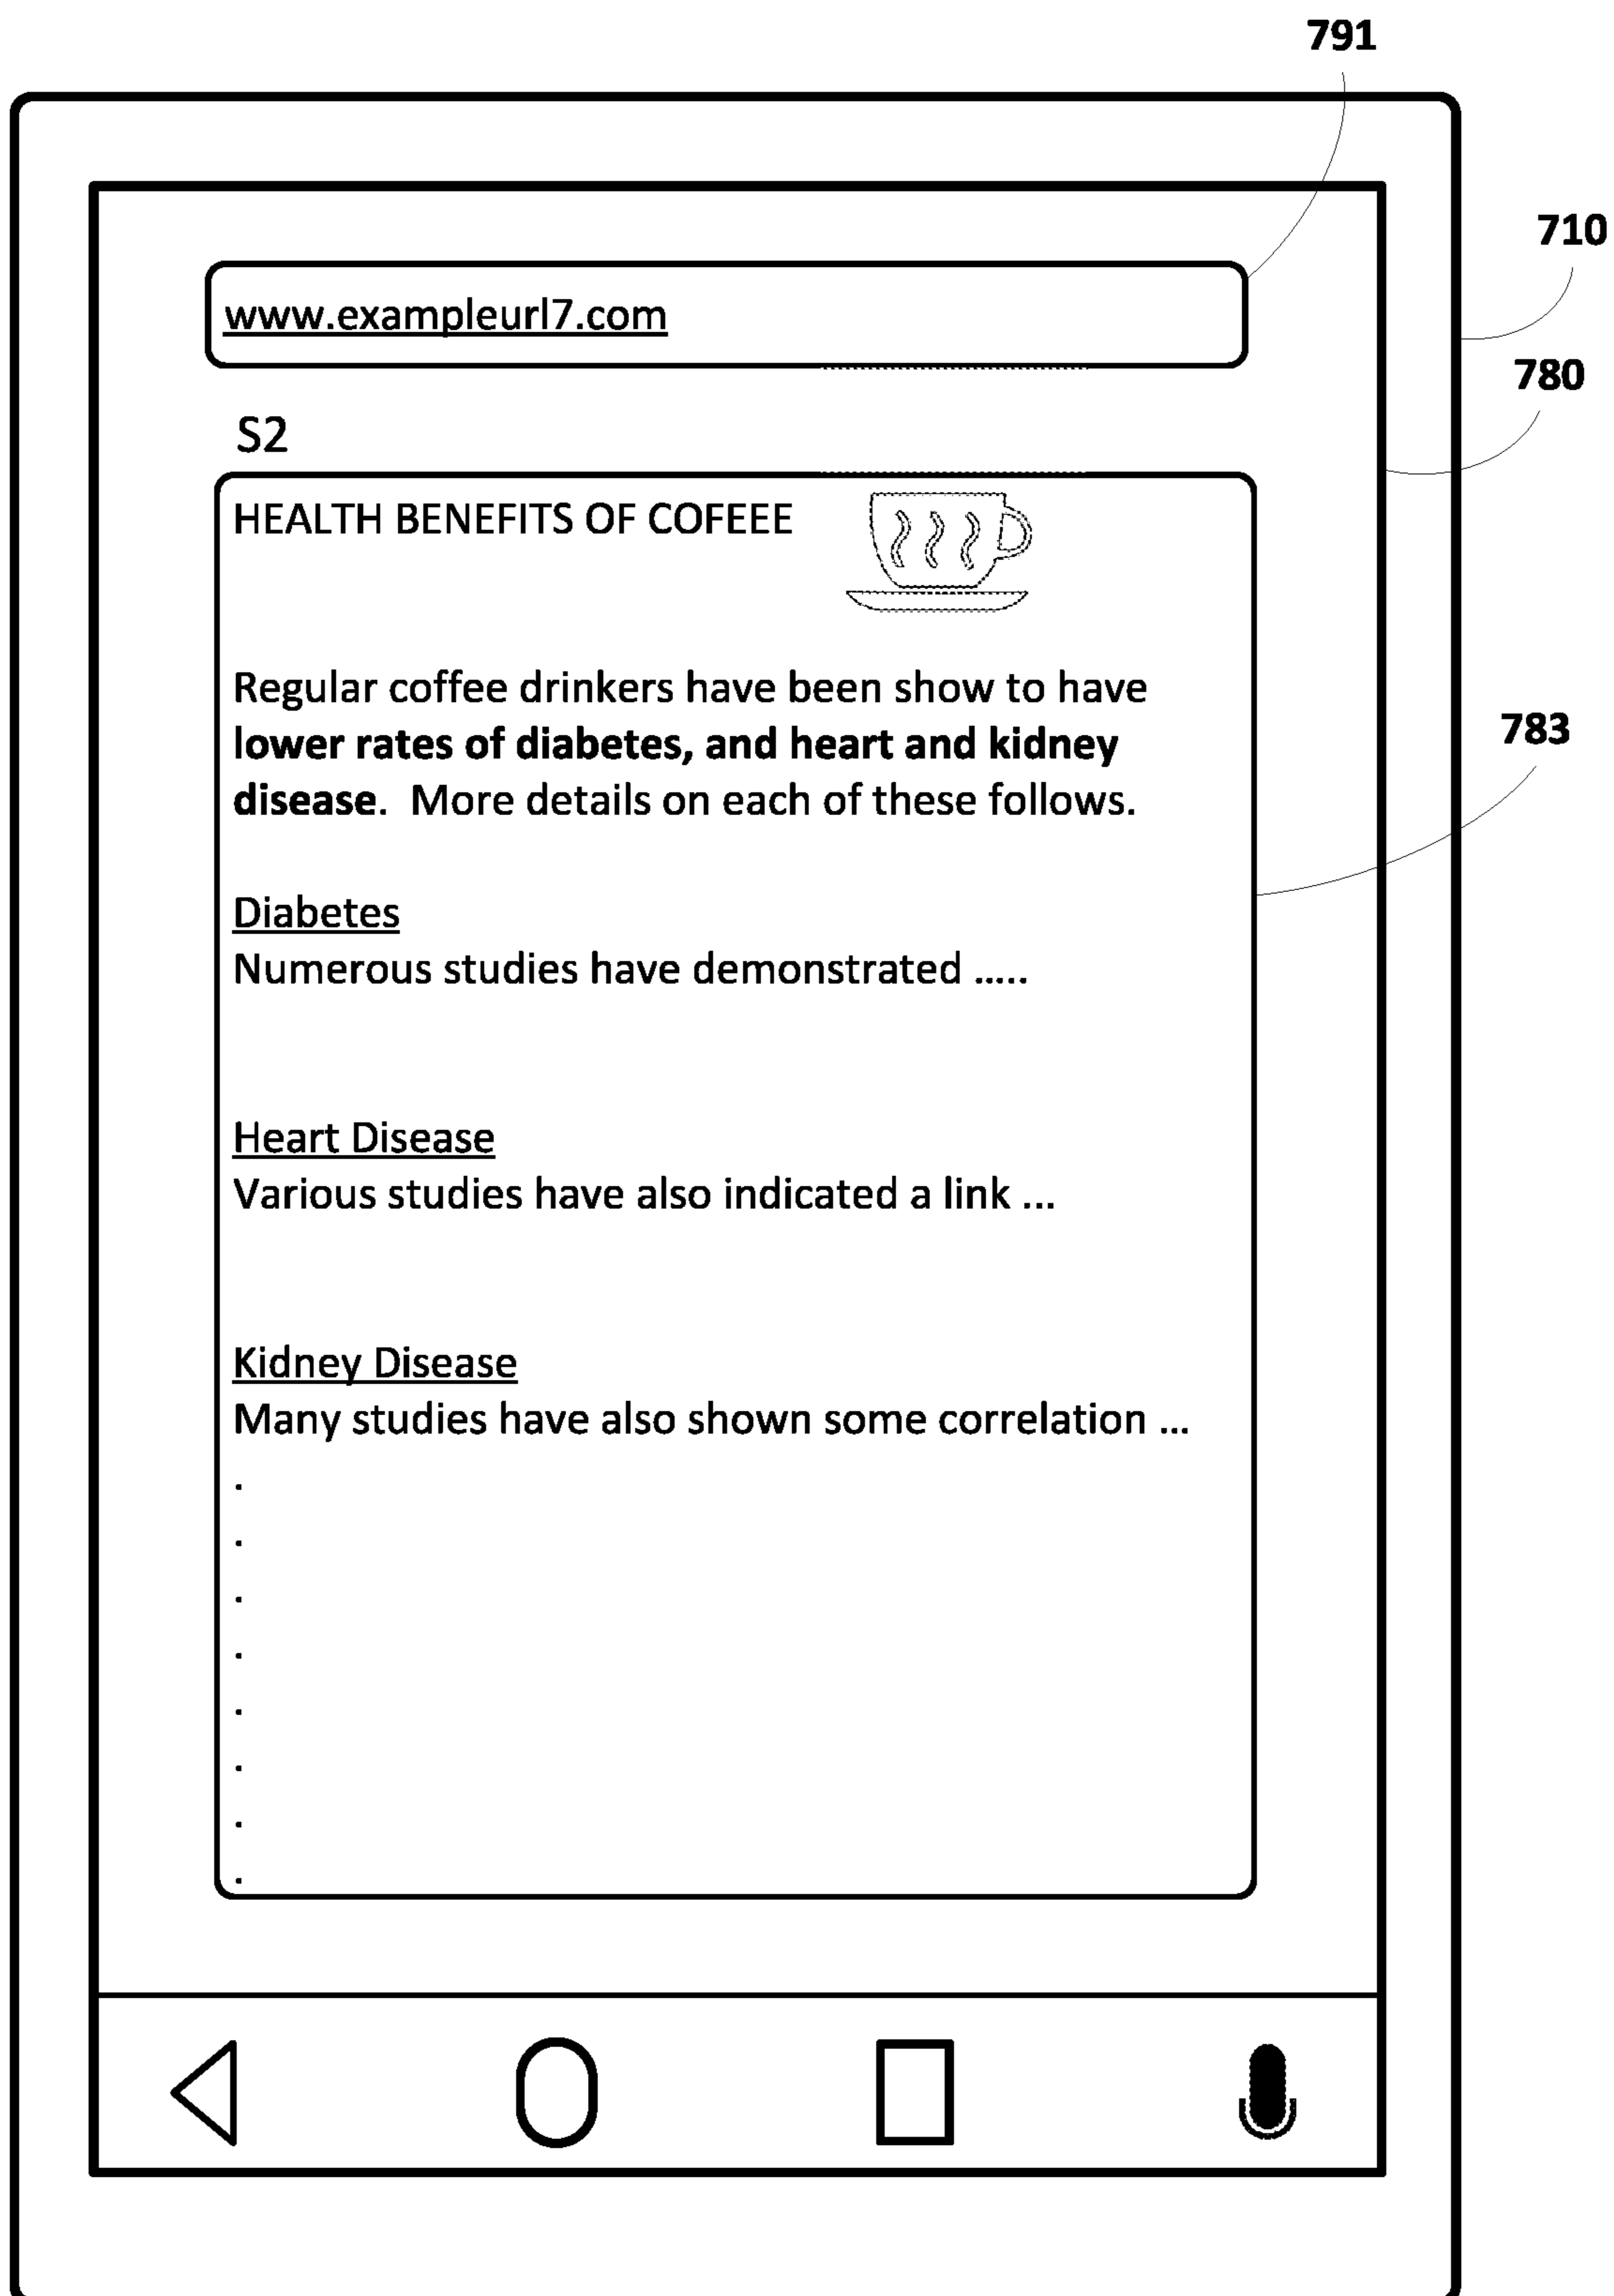 791
710
www.exampleurl7.com
780
S2
HEALTH BENEFITS OF COFEEE
Regular coffee drinkers have been show to have
lower rates of diabetes, and heart and kidney
disease.  More details on each of these follows.
783
Diabetes
Numerous studies have demonstrated .....
Heart Disease
Various studies have also indicated a link ...
Kidney Disease
Many studies have also shown some correlation ...
.
.
.
.
.
.
.
.